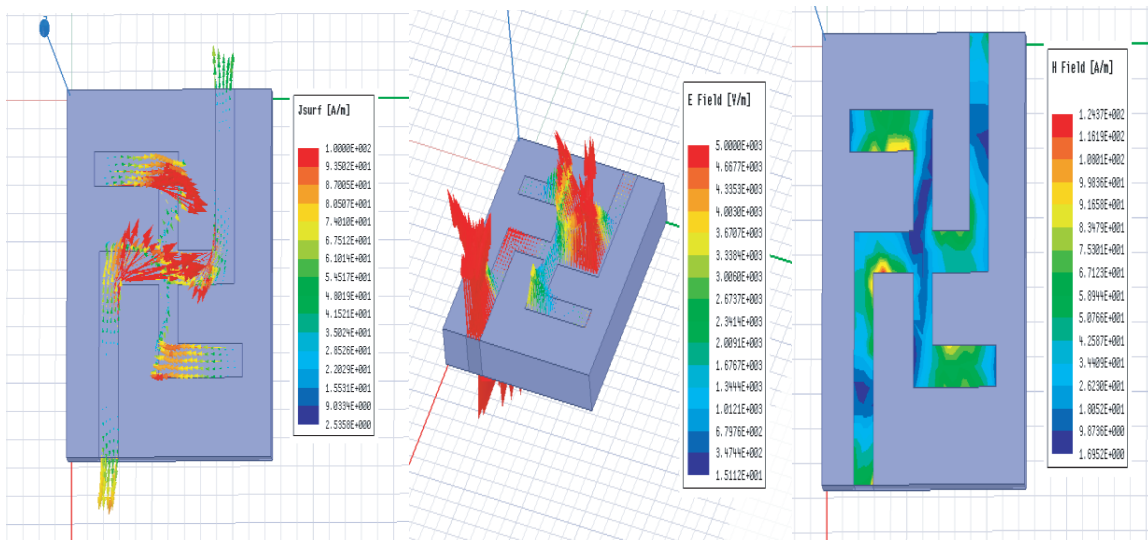 Jsurf [A/m]
1.0000E+002
9.3502E+001
8.7005E+001
8.0507E+001
7.4010E+001
6.7512E+001
6.1014E+001
5.4517E+001
4.8019E+001
4.1521E+001
3.5024E+001
2.8526E+001
2.2029E+001
1.5531E+001
9.0334E+000
2.5358E+000
E Field [V/m]
5.0000E+003
4.6677E+003
4.3353E+003
4.0030E+003
3.6707E+003
3.3384E+003
3.0060E+003
2.6737E+003
2.3414E+003
2.0091E+003
1.6767E+003
1.3444E+003
1.0121E+003
6.7976E+002
3.4744E+002
1.5112E+001
H Field [A/m]
1.2437E+002
1.1619E+002
1.0801E+002
9.9836E+001
9.1658E+001
8.3479E+001
7.5301E+001
6.7123E+001
5.8944E+001
5.0766E+001
4.2587E+001
3.4409E+001
2.6230E+001
1.8052E+001
9.8736E+000
1.6952E+000